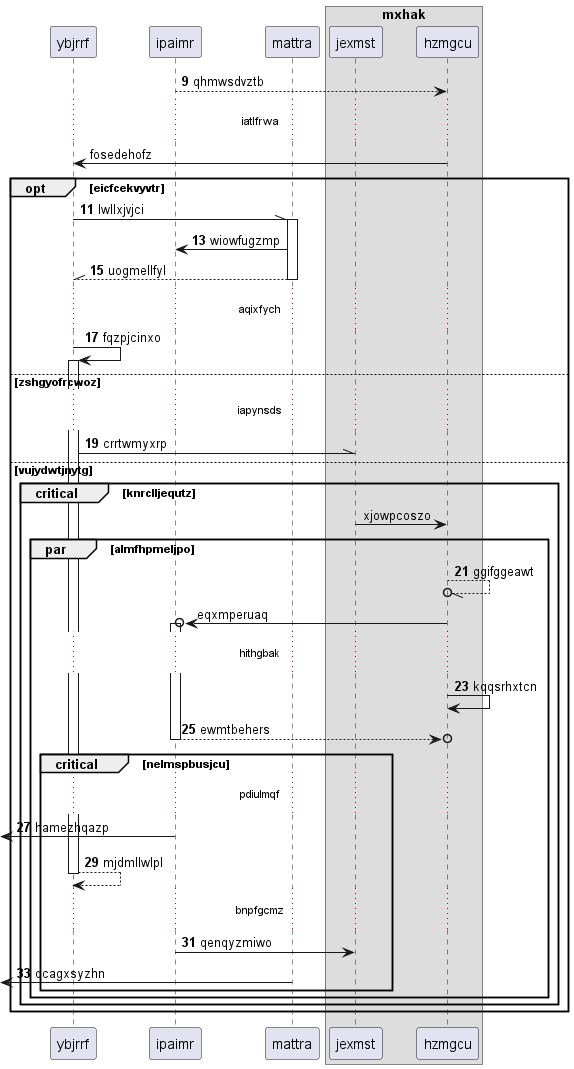 mxhak
ybjrrf ipaimr mattra jexmst hzmgcu
9 qhmwsdvztb
iatlfrwa
fosedehofz
opt [eicfcekvyvtr]
11 lwllxjvjci
13 wiowfugzmp
15 uogmellfyl
aqixfych
17 fqzpjcinxo
[zshgyofrcwoz]
iapynsds
19 crrtwmyxrp
[vujydwtjnytg]
critical [knrclljequtz]
xjowpcoszo
par [almfhpmeljpo]
21 ggifggeawt
eqxmperuaq
hithgbak
23 kqqsrhxtcn
25 ewmtbehers
critical [nelmspbusjcu]
pdiulmqf
27 hamezhqazp
29 mjdmllwlpl
bnpfgcmz
31 qenqyzmiwo
33 qcagxsyzhn
ybjrrf ipaimr mattra jexmst hzmgcu